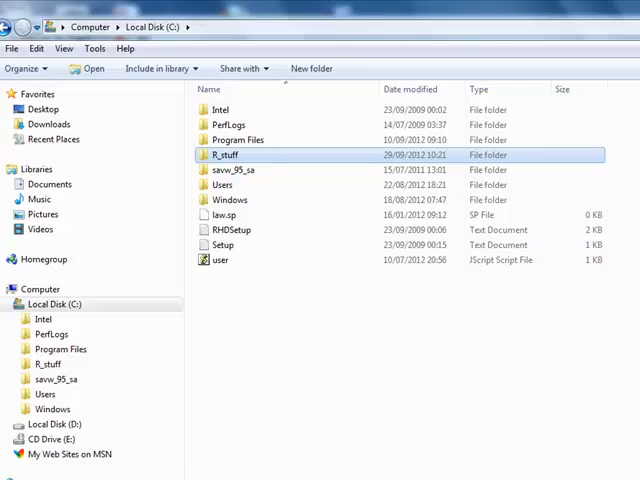 Computer Local Disk (C:)
File Edit View Tools Help
Organize Open Include in library Share with New folder
Name Date modified Type Size
Favorites
Desktop
Downloads
Recent Places
Libraries
Documents
Music
Pictures
Videos
Homegroup
Computer
Local Disk (C:)
Intel
PerfLogs
Program Files
R_stuff
savw_95_sa
Users
Windows
Local Disk (D:)
CD Drive (E:)
My Web Sites on MSN
Intel 23/09/2009 00:02 File folder
PerfLogs 14/07/2009 03:37 File folder
Program Files 10/09/2012 09:10 File folder
R_stuff 29/09/2012 10:21 File folder
savw_95_sa 15/07/2011 13:01 File folder
Users 22/08/2012 18:21 File folder
Windows 18/08/2012 07:47 File folder
law.sp 16/01/2012 09:12 SP File 0 KB
RHDSetup 23/09/2009 00:06 Text Document 2 KB
Setup 23/09/2009 00:15 Text Document 1 KB
user 10/07/2012 20:56 JScript Script File 1 KB